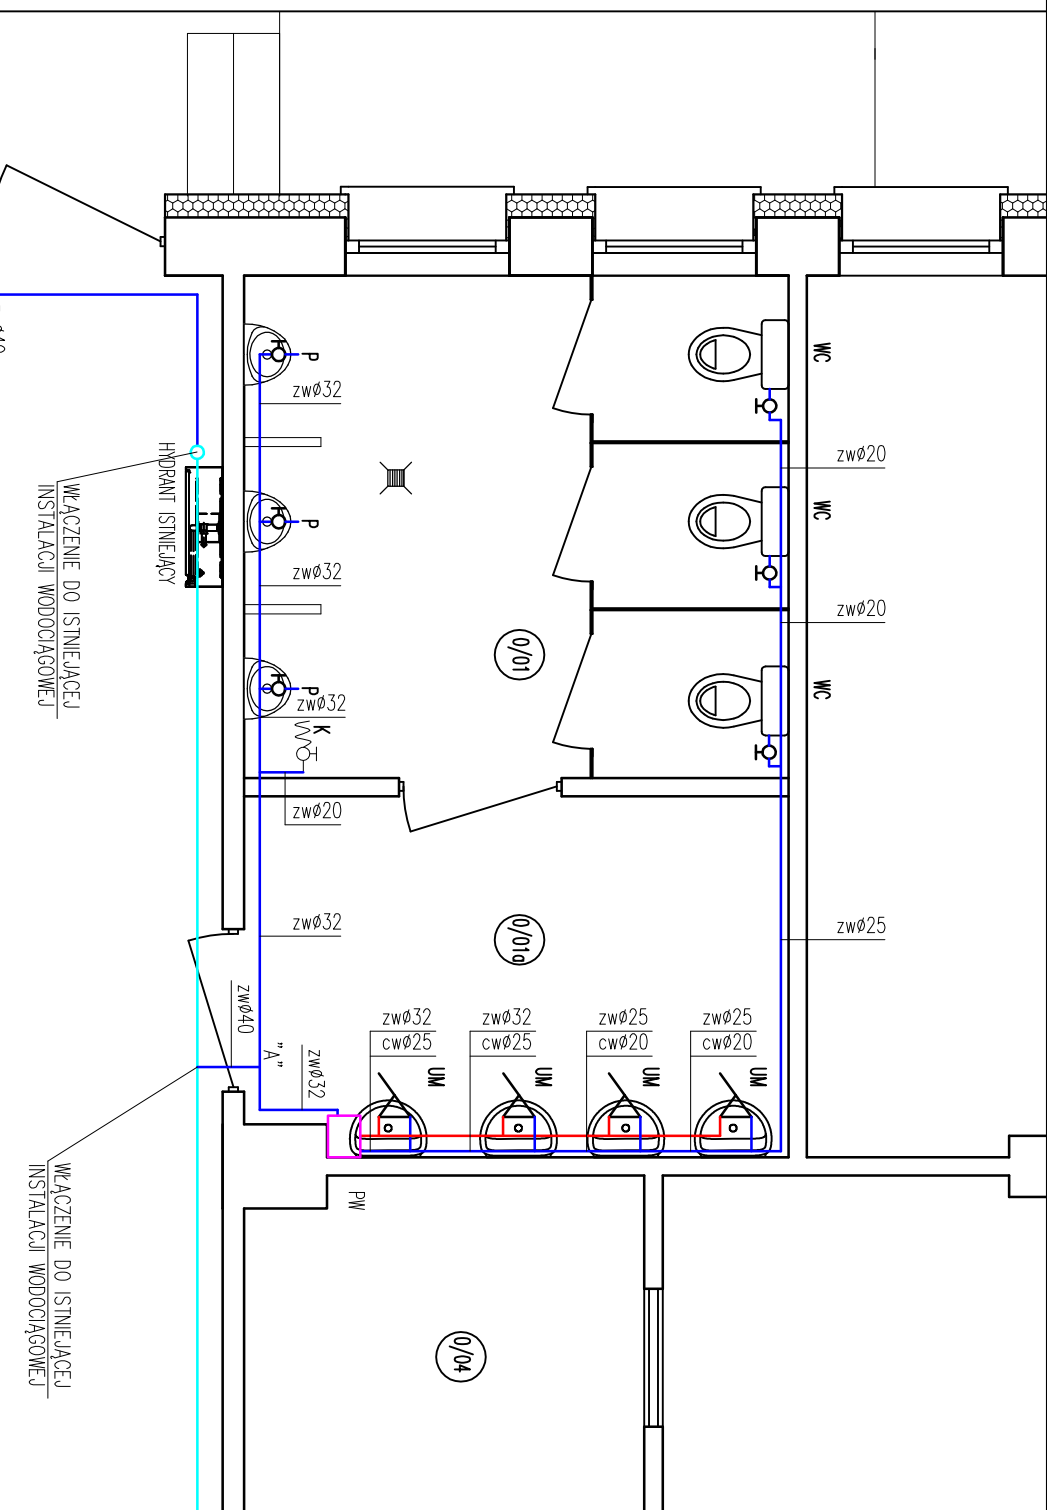 WC
zwø20
WC
zwø20
WC
zwø25
P
zwø32
P
zwø32
P
zwø32
K
zwø20
zwø32
0/01
0/01a
HYDRANT ISTNIEJĄCY
WŁĄCZENIE DO ISTNIEJĄCEJ
INSTALACJI WODOCIĄGOWEJ
zwø40
"A"
zwø32
zwø32
cwø25
UM
zwø32
cwø25
UM
zwø25
cwø20
UM
zwø25
cwø20
UM
PW
WŁĄCZENIE DO ISTNIEJĄCEJ
INSTALACJI WODOCIĄGOWEJ
0/04